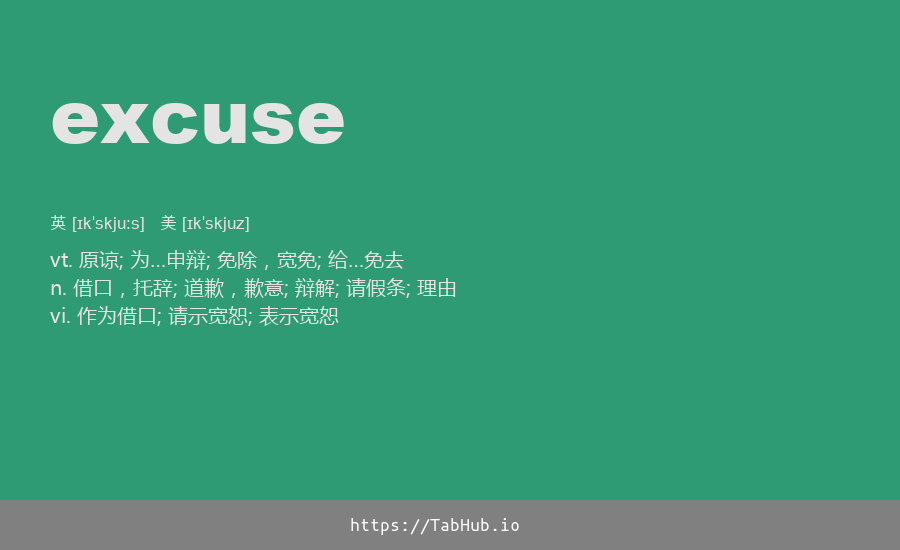 excuse
英 [ɪkˈskjuːs] 美 [ɪkˈskjuz]
vt. 原谅; 为…申辩; 免除，宽免; 给…免去
n. 借口，托辞; 道歉，歉意; 辩解; 请假条; 理由
vi. 作为借口; 请示宽恕; 表示宽恕
https://TabHub.io